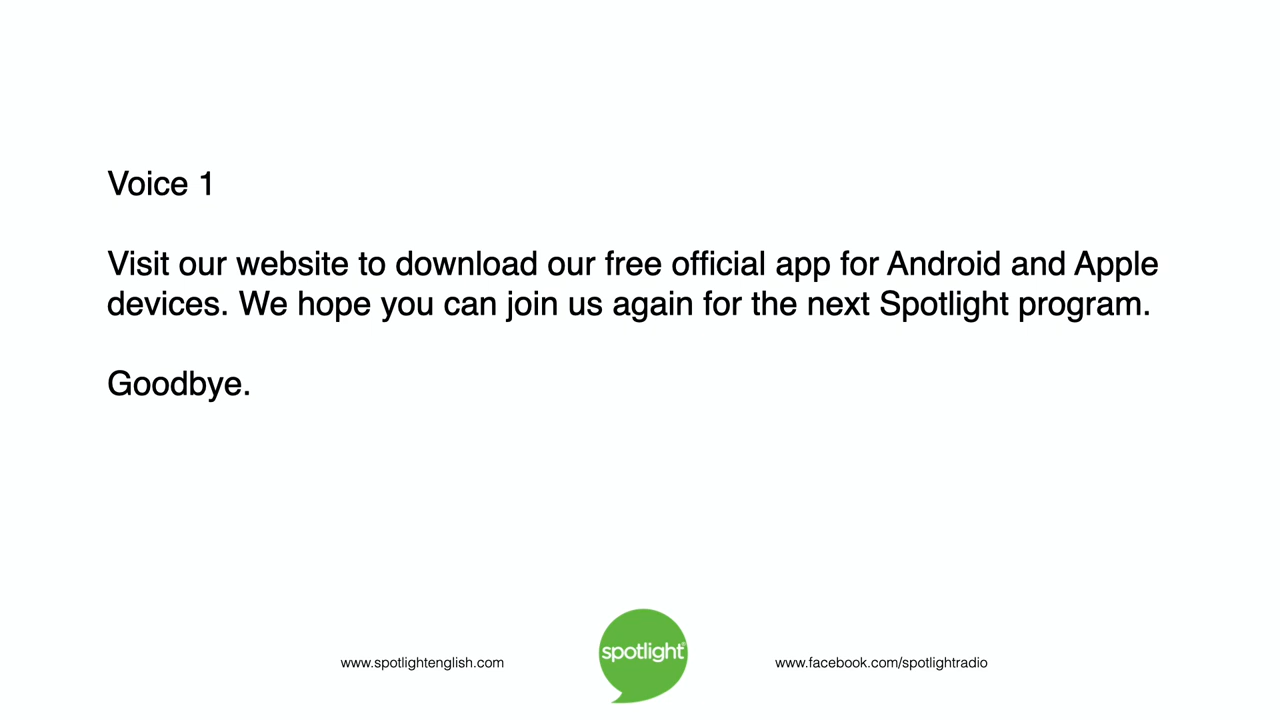 Voice 1
Visit our website to download our free official app for Android and Apple
devices. We hope you can join us again for the next Spotlight program.
Goodbye.
www.spotlightenglish.com
spotlight®
www.facebook.com/spotlightradio